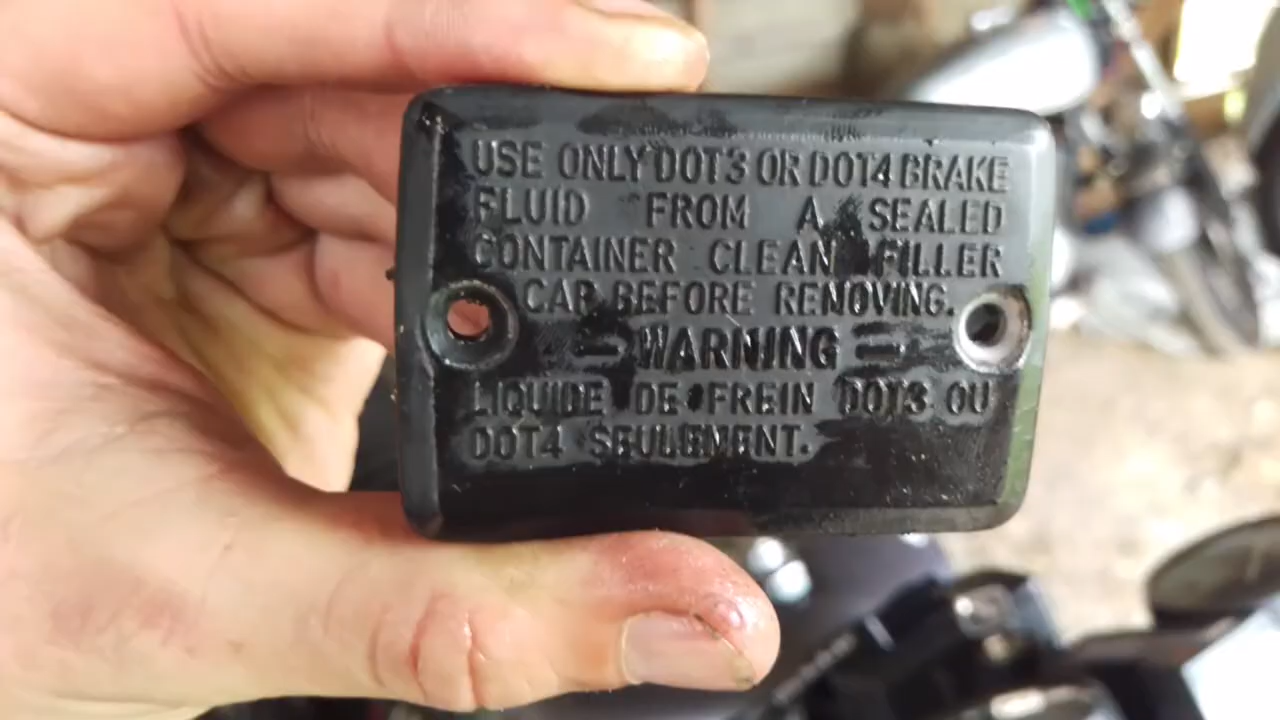 USE ONLY DOT3 OR DOT4 BRAKE
FLUID FROM A SEALED
CONTAINER CLEAN FILLER
CAP BEFORE REMOVING.
WARNING
LIQUIDE DE FREIN DOT3 OU
DOT4 SEULEMENT.